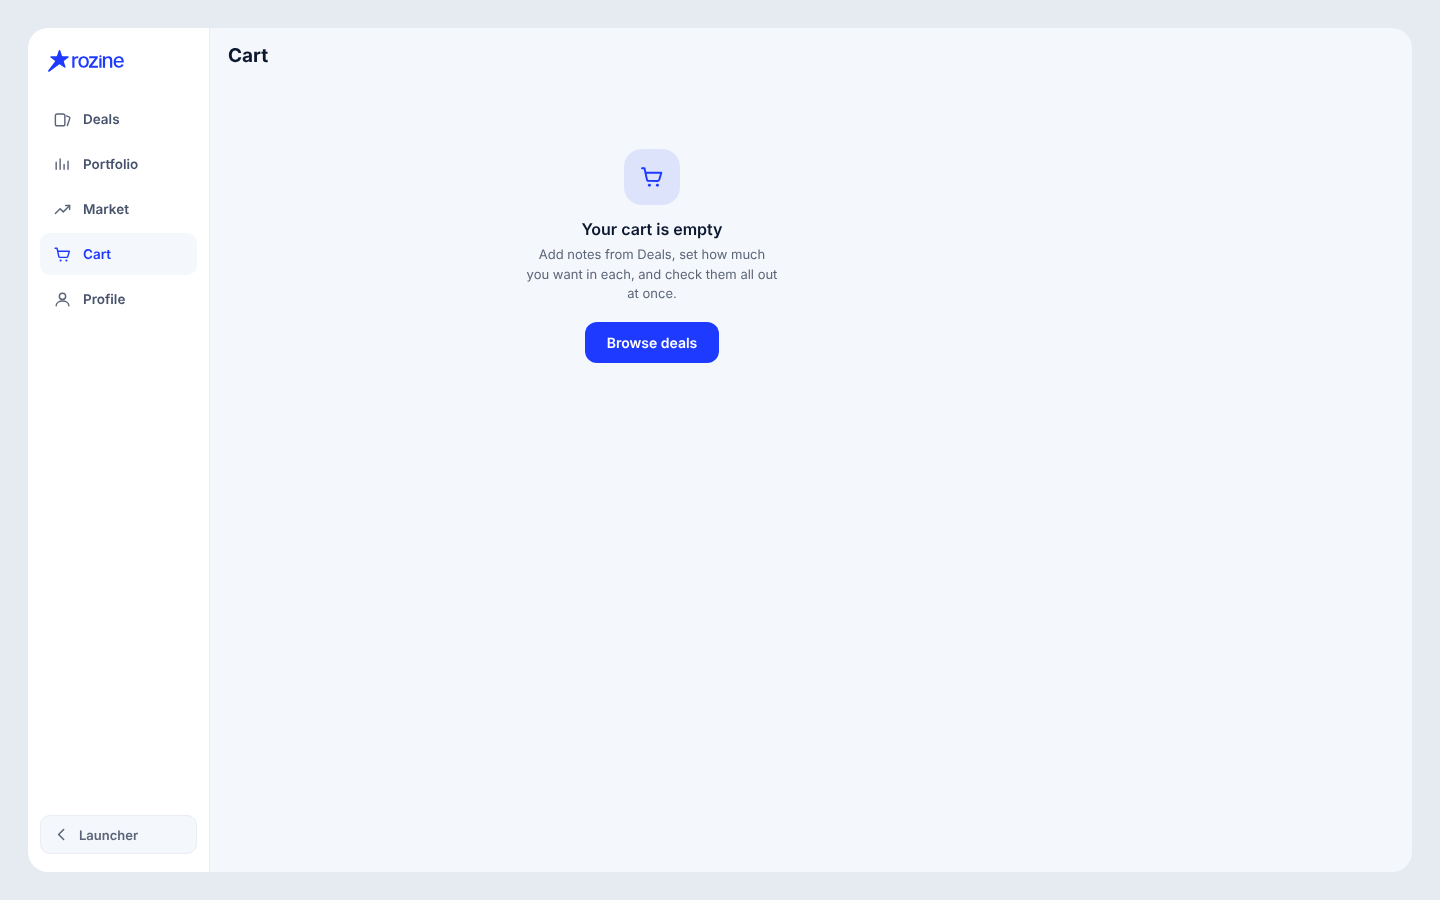 rozine
Deals
Portfolio
Market
Cart
Profile
Launcher
Cart
Your cart is empty
Add notes from Deals, set how much
you want in each, and check them all out
at once.
Browse deals